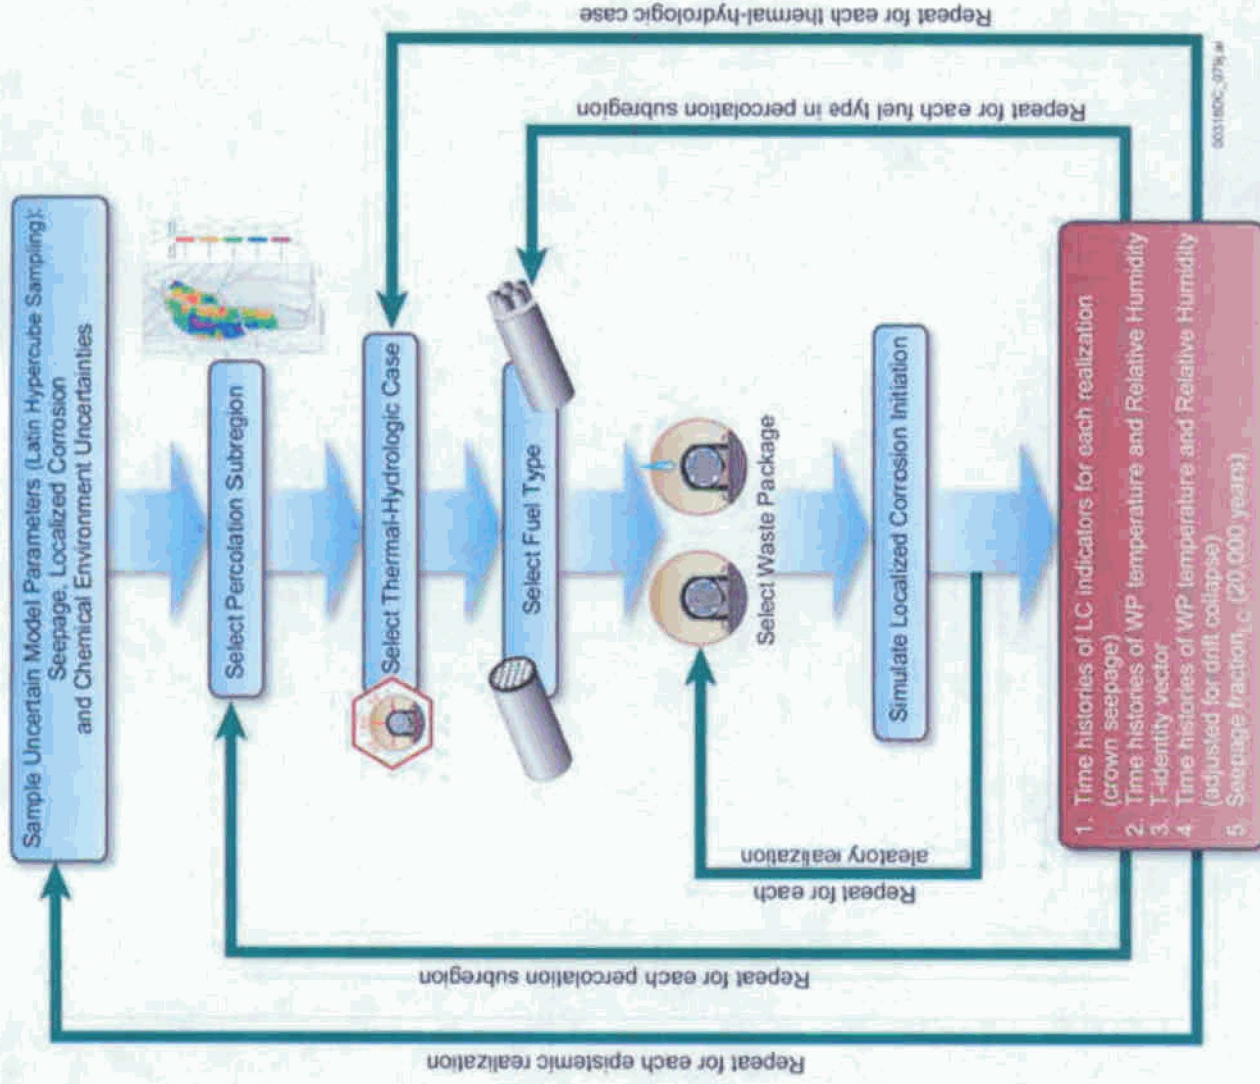 Sample Uncertain Model Parameters (Latin Hypercube Sampling):
Seepage, Localized Corrosion
and Chemical Environment Uncertainties
Select Percolation Subregion
Select Thermal-Hydrologic Case
Select Fuel Type
Select Waste Package
Simulate Localized Corrosion Initiation
1. Time histories of LC indicators for each realization
(crown seepage)
2. Time histories of WP temperature and Relative Humidity
3. T-identity vector
4. Time histories of WP temperature and Relative Humidity
(adjusted for drift collapse)
5. Seepage fraction LC (20,000 years)
Repeat for each
aleatory realization
Repeat for each percolation subregion
Repeat for each epistemic realization
Repeat for each fuel type in percolation subregion
Repeat for each thermal-hydrologic case